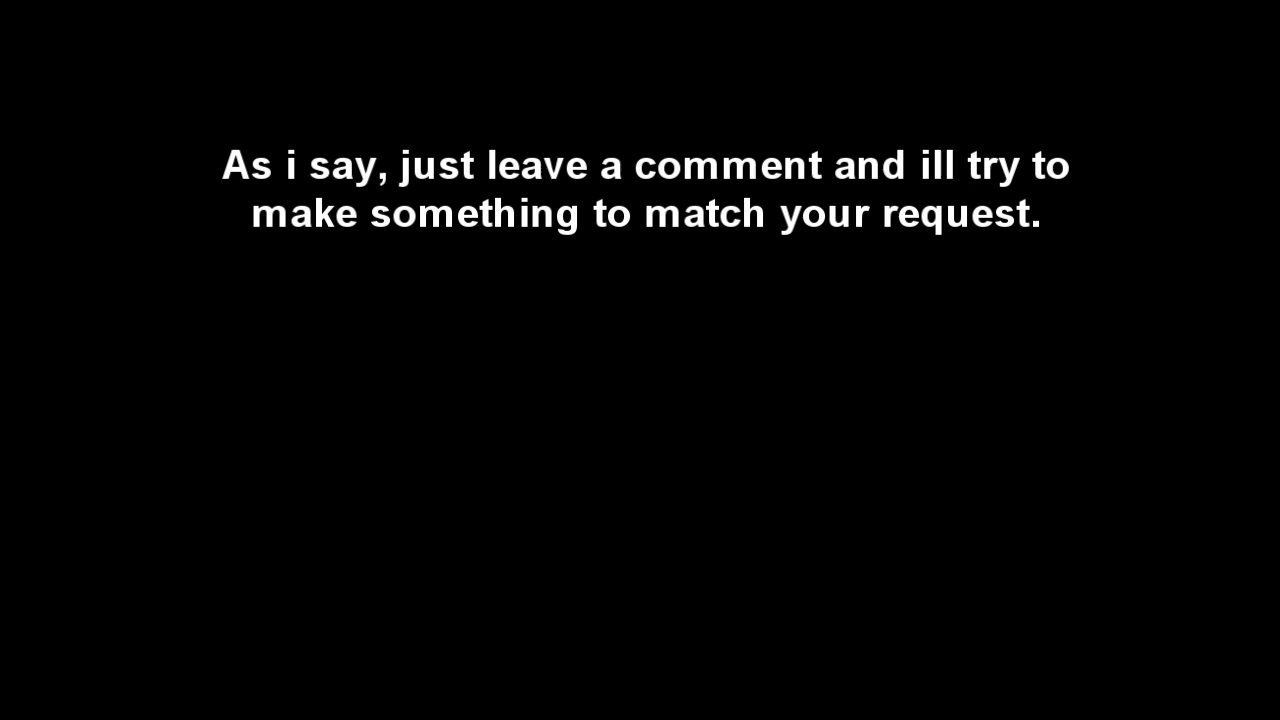 As i say, just leave a comment and ill try to
make something to match your request.